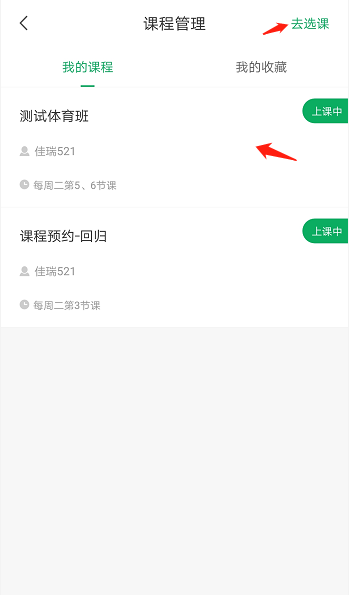 课程管理
去选课
我的课程
我的收藏
测试体育班
上课中
佳瑞521
每周二第5、6节课
课程预约-回归
上课中
佳瑞521
每周二第3节课